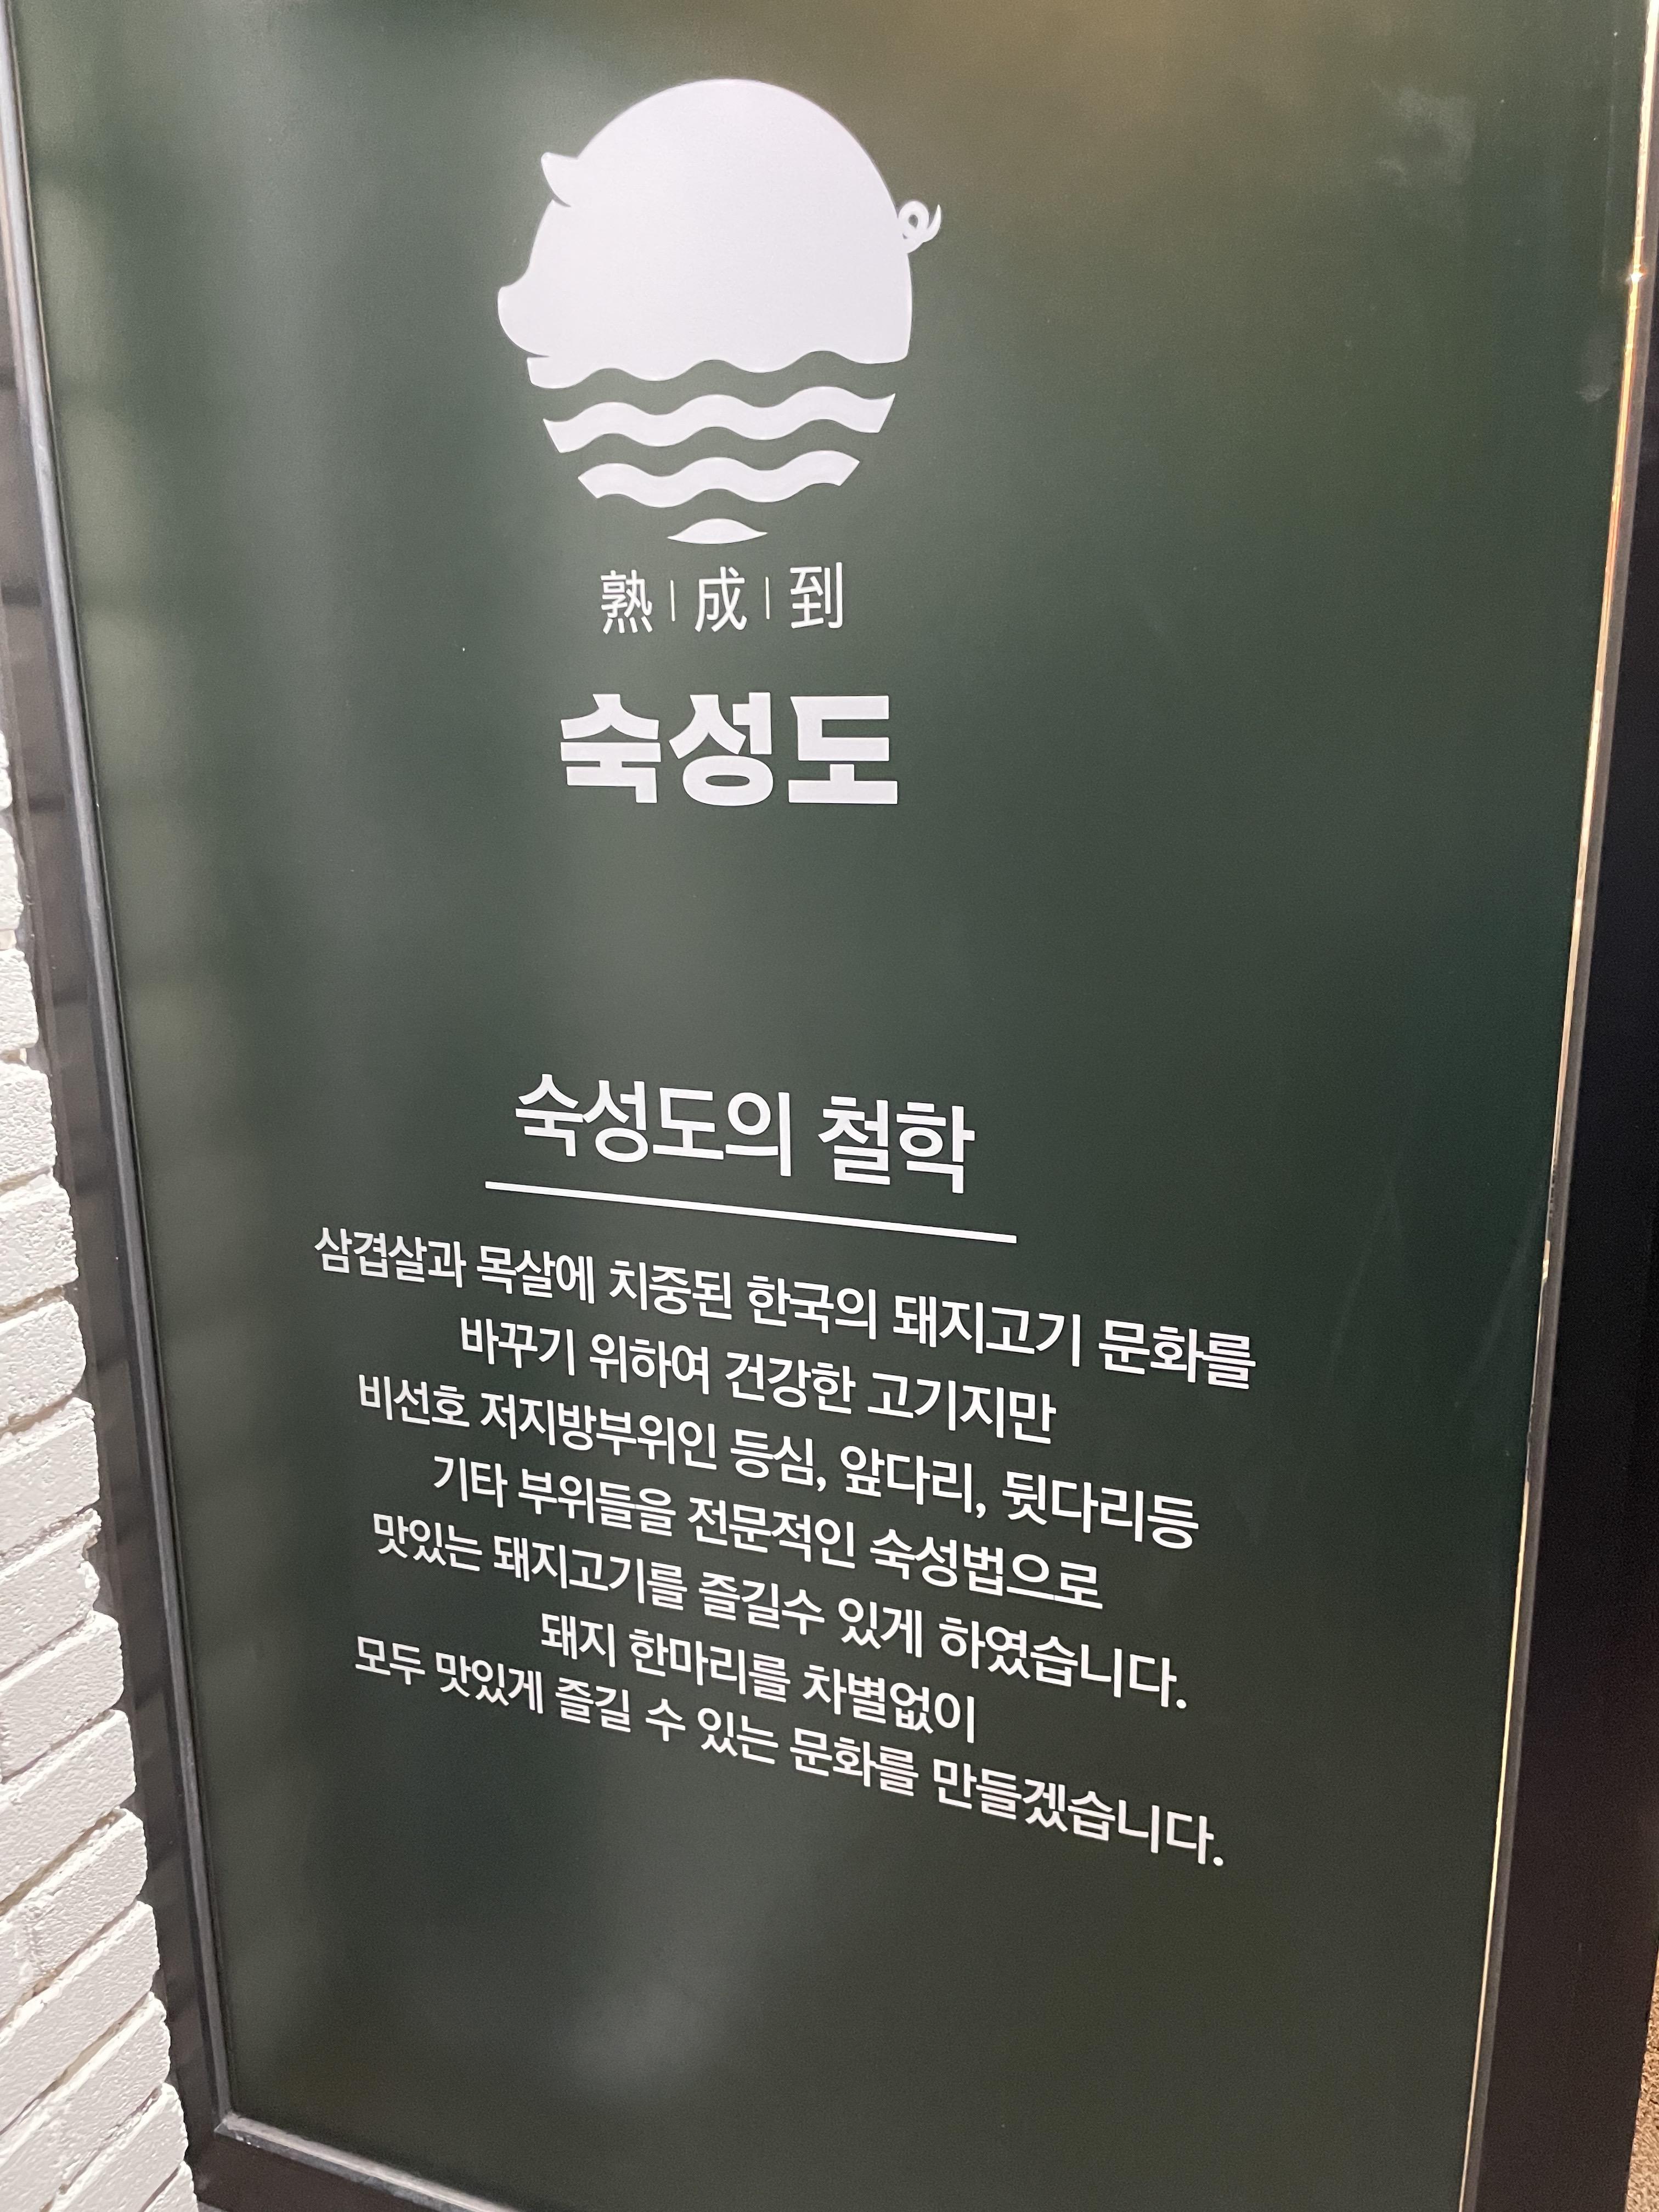 熟 | 成 | 到
숙성도
숙성도의 철학
삼겹살과 목살에 치중된 한국의 돼지고기 문화를
바꾸기 위하여 건강한 고기지만
비선호 저지방부위인 등심, 앞다리, 뒷다리등
기타 부위들을 전문적인 숙성법으로
맛있는 돼지고기를 즐길수 있게 하였습니다.
돼지 한마리를 차별없이
모두 맛있게 즐길 수 있는 문화를 만들겠습니다.